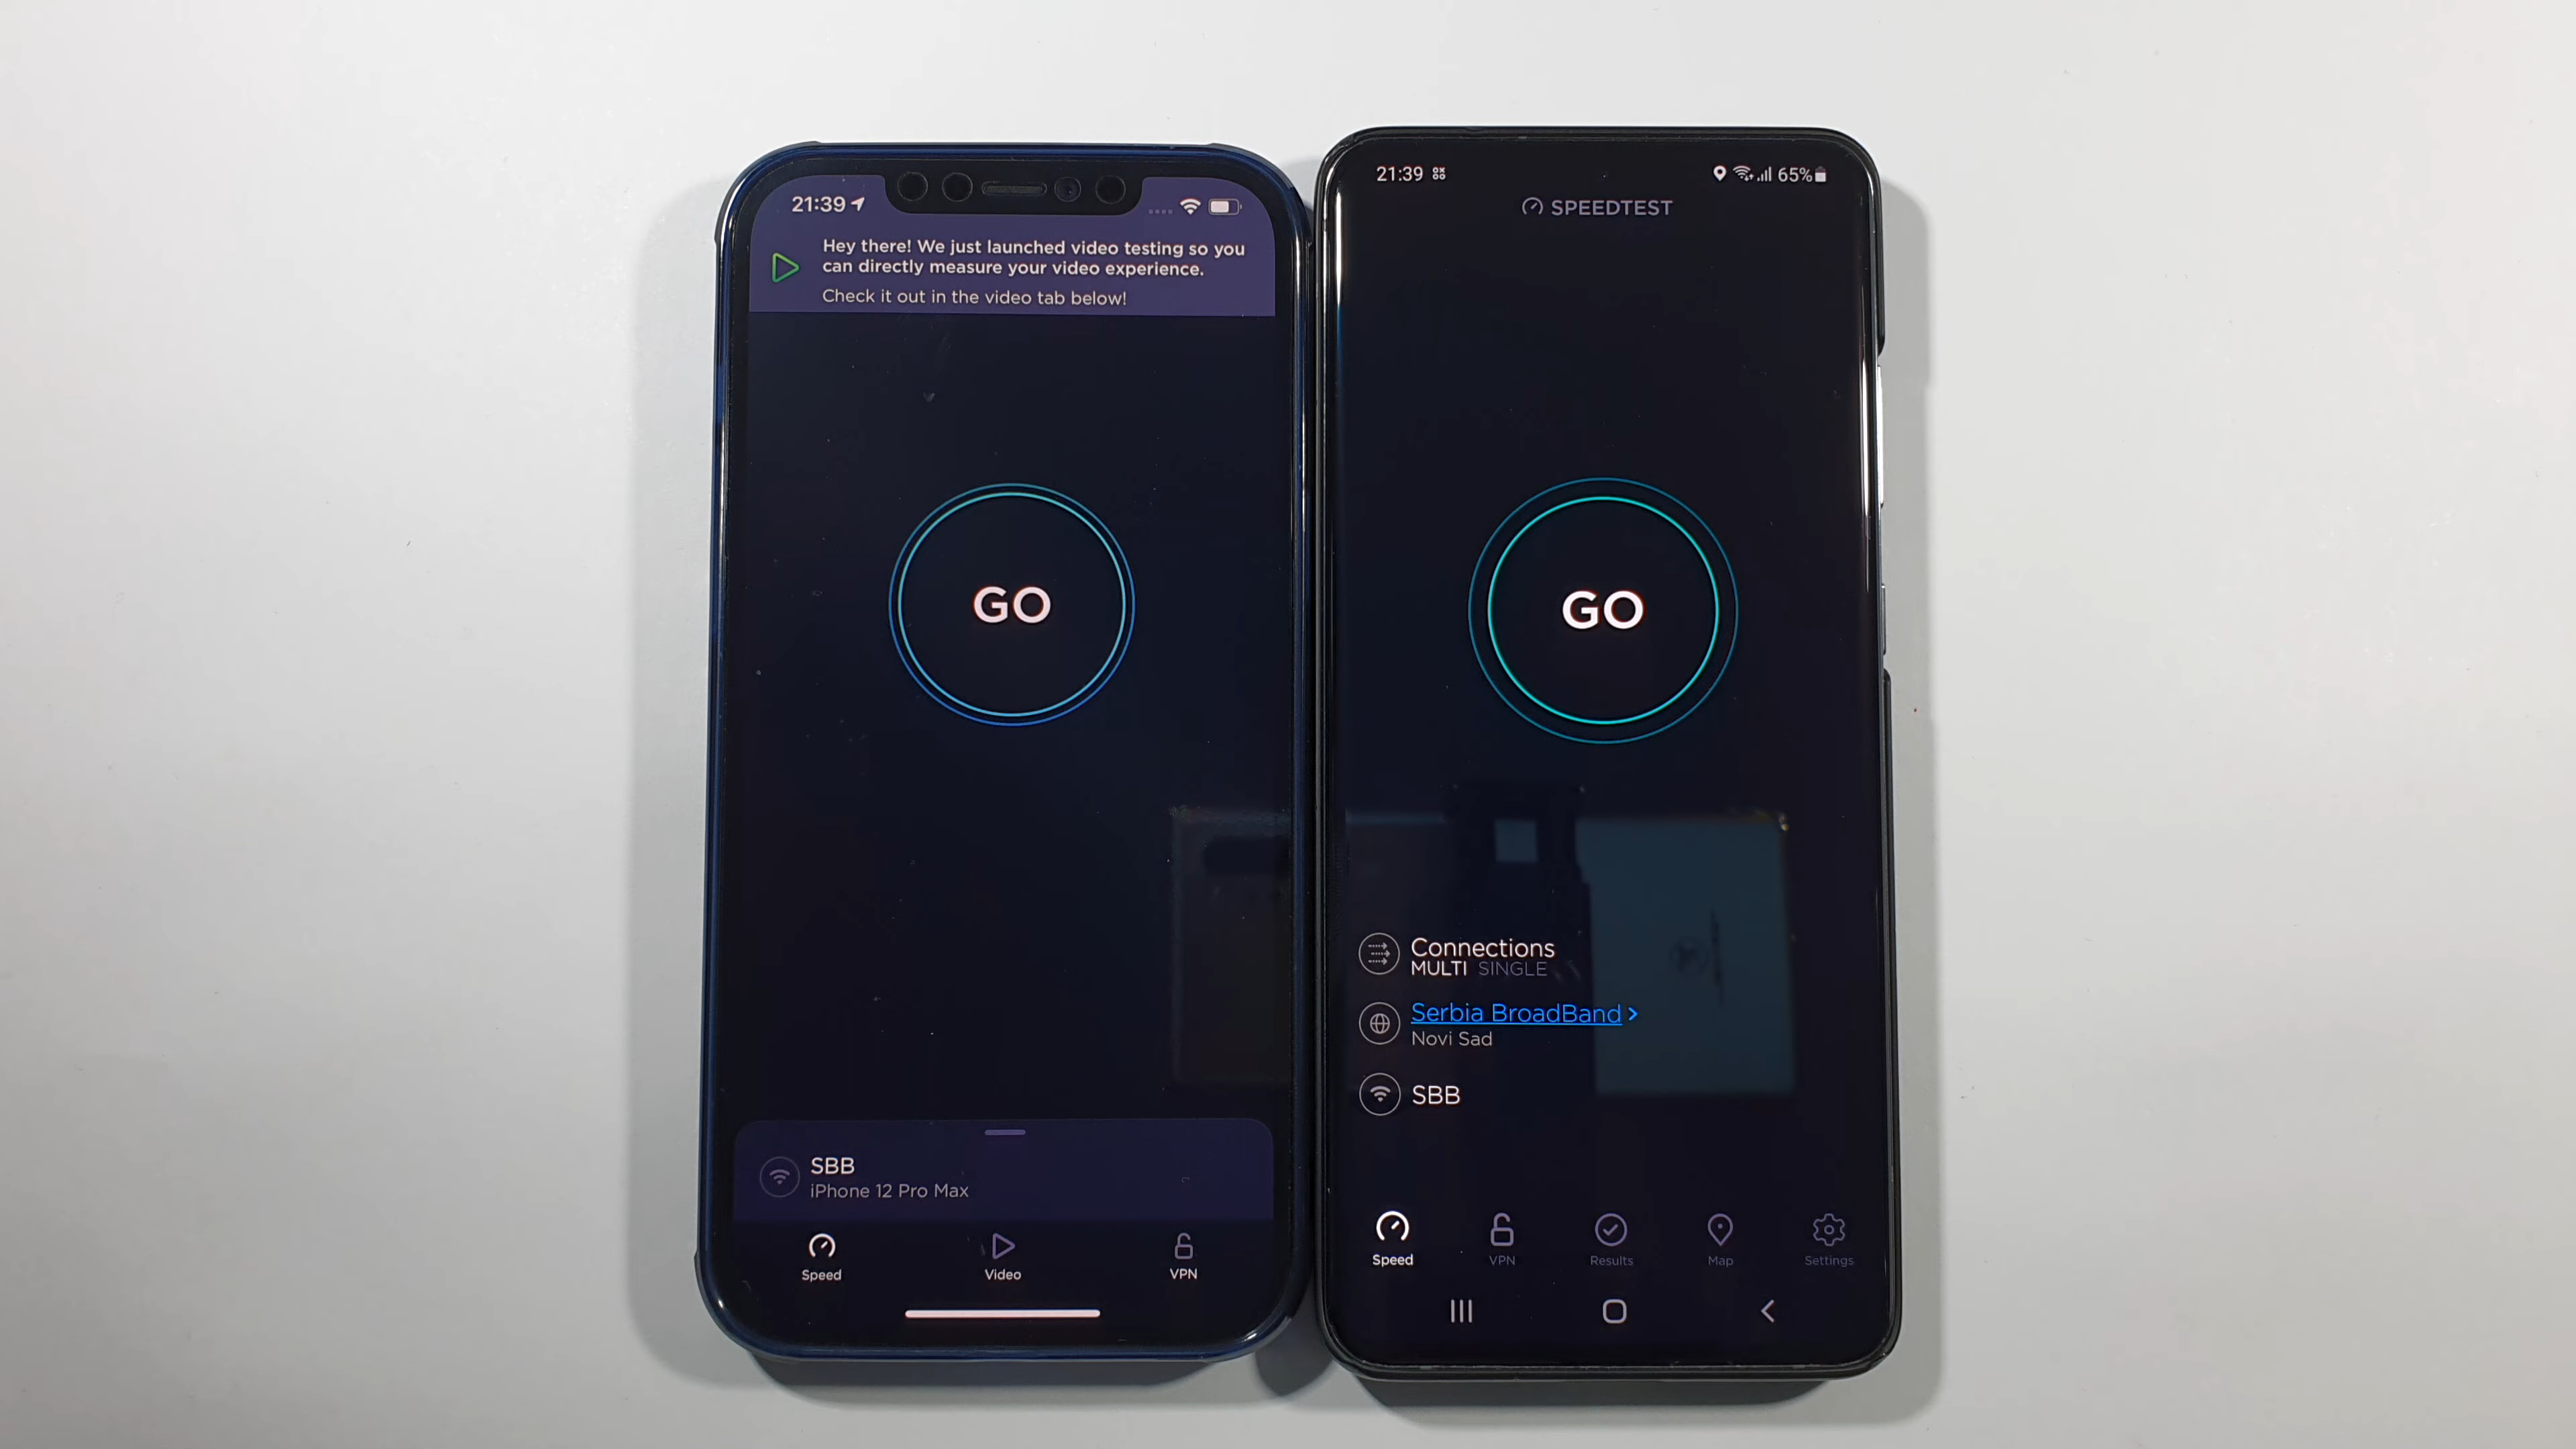 21:39
Hey there! We just launched video testing so you
can directly measure your video experience.
Check it out in the video tab below!
GO
SBB
iPhone 12 Pro Max
Speed
Video
VPN
21:39
65%
SPEEDTEST
GO
Connections
MULTI SINGLE
Serbia BroadBand >
Novi Sad
SBB
Speed
VPN
Results
Map
Settings